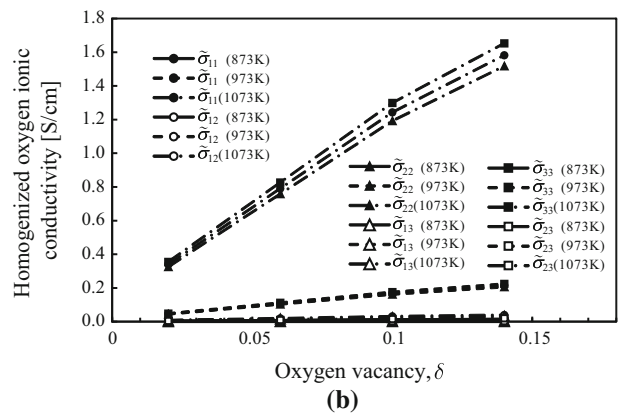 1.8
1.6
1.4
1.2
1.0
0.8
0.6
0.4
0.2
0.0
Homogenized oxygen ionic
conductivity [S/cm]
σ̃11 (873K)
σ̃11 (973K)
σ̃11(1073K)
σ̃12 (873K)
σ̃12 (973K)
σ̃12(1073K)
σ̃22 (873K)
σ̃22 (973K)
σ̃22(1073K)
σ̃13 (873K)
σ̃13 (973K)
σ̃13(1073K)
σ̃33 (873K)
σ̃33 (973K)
σ̃33(1073K)
σ̃23 (873K)
σ̃23 (973K)
σ̃23(1073K)
0 0.05 0.1 0.15
Oxygen vacancy, δ
(b)